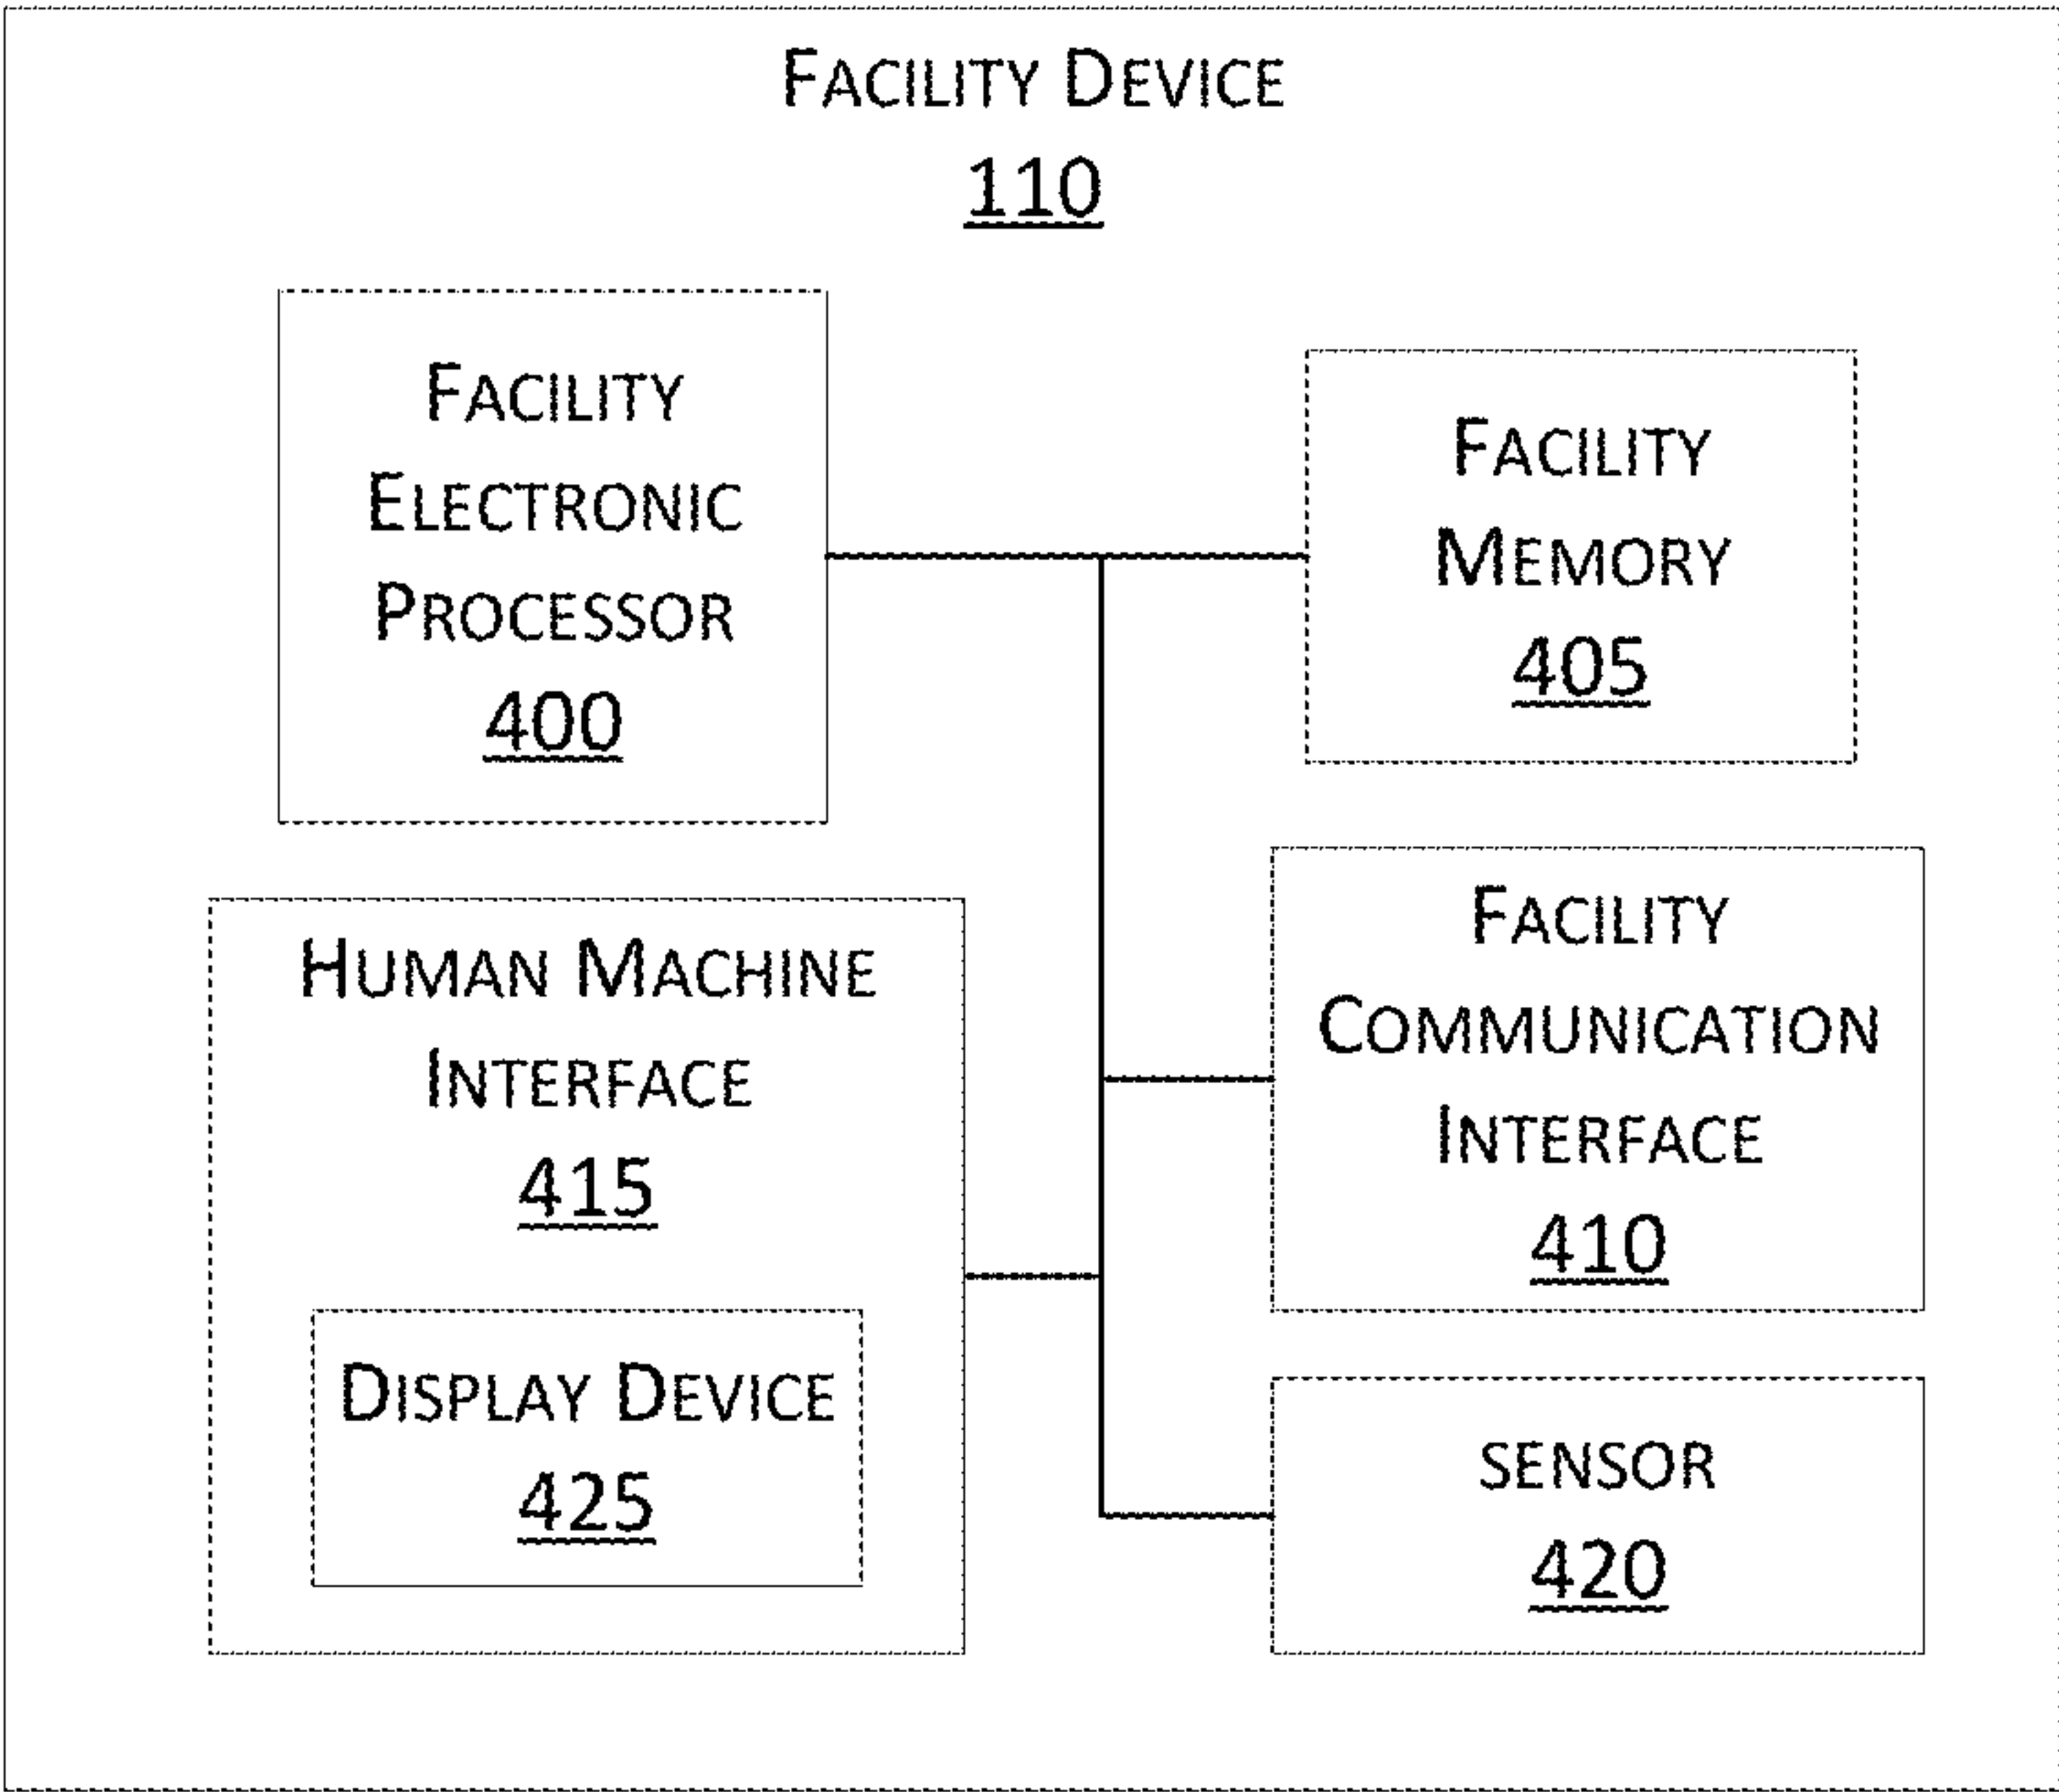 FACILITY DEVICE
110
FACILITY
ELECTRONIC
PROCESSOR
400
FACILITY
MEMORY
405
HUMAN MACHINE
INTERFACE
415
DISPLAY DEVICE
425
FACILITY
COMMUNICATION
INTERFACE
410
SENSOR
420